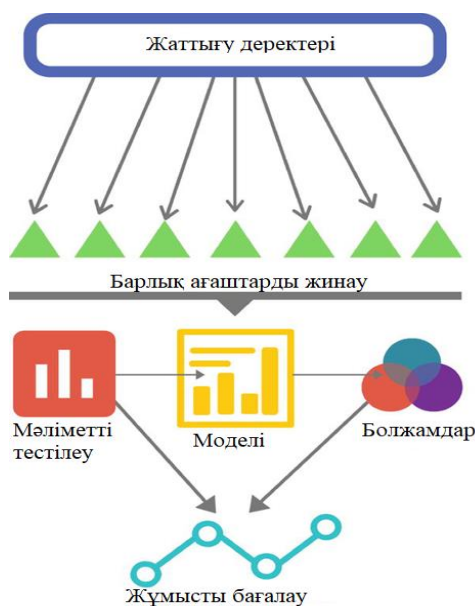 Жаттығу деректері
Барлық ағаштарды жинау
Мәліметті
тестілеу
Моделі
Болжамдар
Жұмысты бағалау